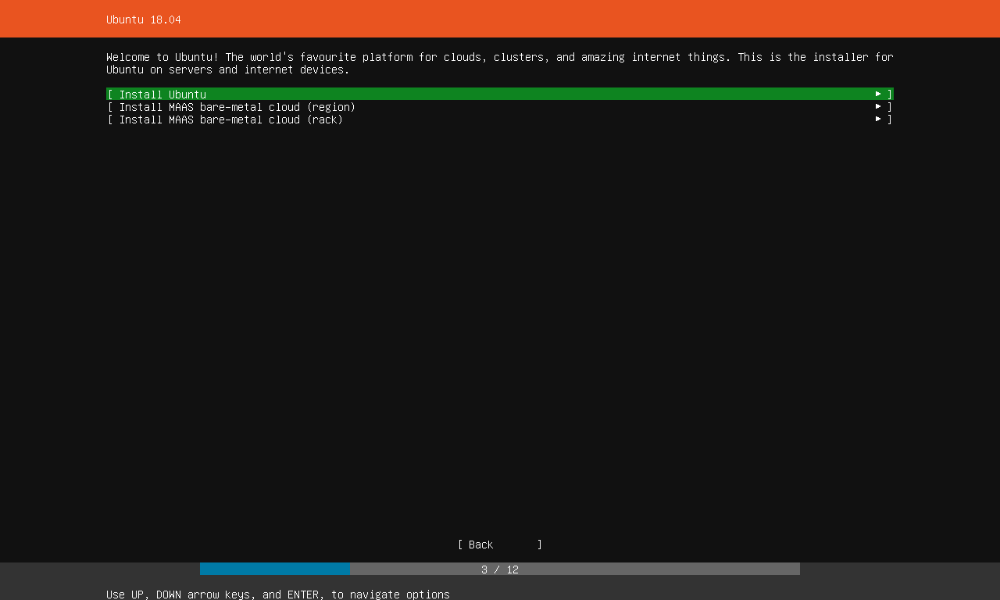 Ubuntu 18.04
Welcome to Ubuntu! The world's favourite platform for clouds, clusters, and amazing internet things. This is the installer for
Ubuntu on servers and internet devices.
[ Install Ubuntu ▸ ]
[ Install MAAS bare-metal cloud (region) ▸ ]
[ Install MAAS bare-metal cloud (rack) ▸ ]
[ Back ]
3 / 12
Use UP, DOWN arrow keys, and ENTER, to navigate options